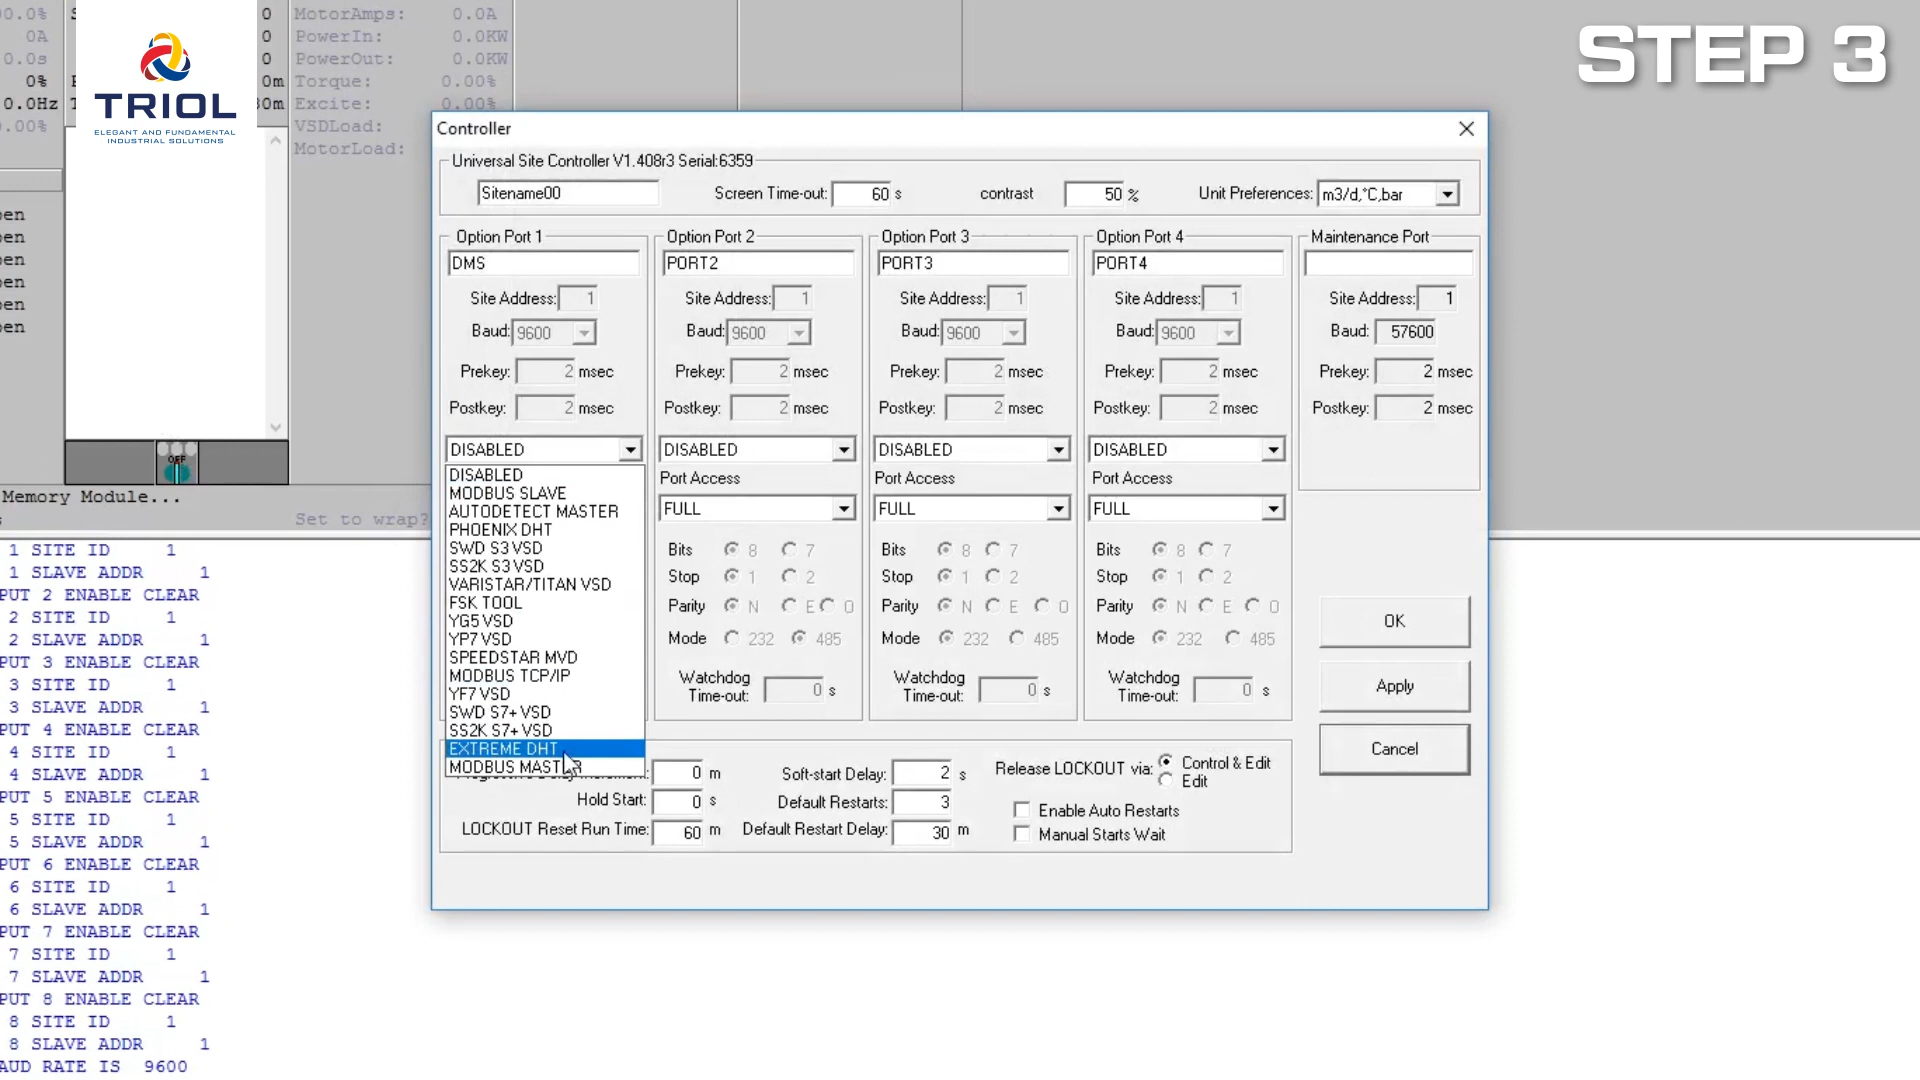 00.0%
0A
0.0s
0%
0.0Hz
.00%
0
0
0
0m
30m
MotorAmps: 0.0A
PowerIn: 0.0KW
PowerOut: 0.0KW
Torque: 0.00%
Excite: 0.00%
VSDLoad:
MotorLoad:
TRIOL
ELEGANT AND FUNDAMENTAL
INDUSTRIAL SOLUTIONS
STEP 3
pen
pen
pen
pen
pen
pen
OFF
Memory Module...
Set to wrap?
Controller
Universal Site Controller V1.408r3 Serial:6359
Sitename00
Screen Time-out: 60 s
contrast 50 %
Unit Preferences: m3/d,°C,bar
Option Port 1
DMS
Site Address: 1
Baud: 9600
Prekey: 2 msec
Postkey: 2 msec
DISABLED
DISABLED
MODBUS SLAVE
AUTODETECT MASTER
PHOENIX DHT
SWD S3 VSD
SS2K S3 VSD
VARISTAR/TITAN VSD
FSK TOOL
YG5 VSD
YP7 VSD
SPEEDSTAR MVD
MODBUS TCP/IP
YF7 VSD
SWD S7+ VSD
SS2K S7+ VSD
EXTREME DHT
MODBUS MASTER
Option Port 2
PORT2
Site Address: 1
Baud: 9600
Prekey: 2 msec
Postkey: 2 msec
DISABLED
Port Access
FULL
Bits 8 7
Stop 1 2
Parity N E O
Mode 232 485
Watchdog
Time-out: 0 s
Option Port 3
PORT3
Site Address: 1
Baud: 9600
Prekey: 2 msec
Postkey: 2 msec
DISABLED
Port Access
FULL
Bits 8 7
Stop 1 2
Parity N E O
Mode 232 485
Watchdog
Time-out: 0 s
Option Port 4
PORT4
Site Address: 1
Baud: 9600
Prekey: 2 msec
Postkey: 2 msec
DISABLED
Port Access
FULL
Bits 8 7
Stop 1 2
Parity N E O
Mode 232 485
Watchdog
Time-out: 0 s
Maintenance Port
Site Address: 1
Baud: 57600
Prekey: 2 msec
Postkey: 2 msec
OK
Apply
Cancel
0 m
Hold Start: 0 s
LOCKOUT Reset Run Time: 60 m
Soft-start Delay: 2 s
Default Restarts: 3
Default Restart Delay: 30 m
Release LOCKOUT via: Control & Edit
Edit
Enable Auto Restarts
Manual Starts Wait
1 SITE ID 1
1 SLAVE ADDR 1
PUT 2 ENABLE CLEAR
2 SITE ID 1
2 SLAVE ADDR 1
PUT 3 ENABLE CLEAR
3 SITE ID 1
3 SLAVE ADDR 1
PUT 4 ENABLE CLEAR
4 SITE ID 1
4 SLAVE ADDR 1
PUT 5 ENABLE CLEAR
5 SITE ID 1
5 SLAVE ADDR 1
PUT 6 ENABLE CLEAR
6 SITE ID 1
6 SLAVE ADDR 1
PUT 7 ENABLE CLEAR
7 SITE ID 1
7 SLAVE ADDR 1
PUT 8 ENABLE CLEAR
8 SITE ID 1
8 SLAVE ADDR 1
AUD RATE IS 9600